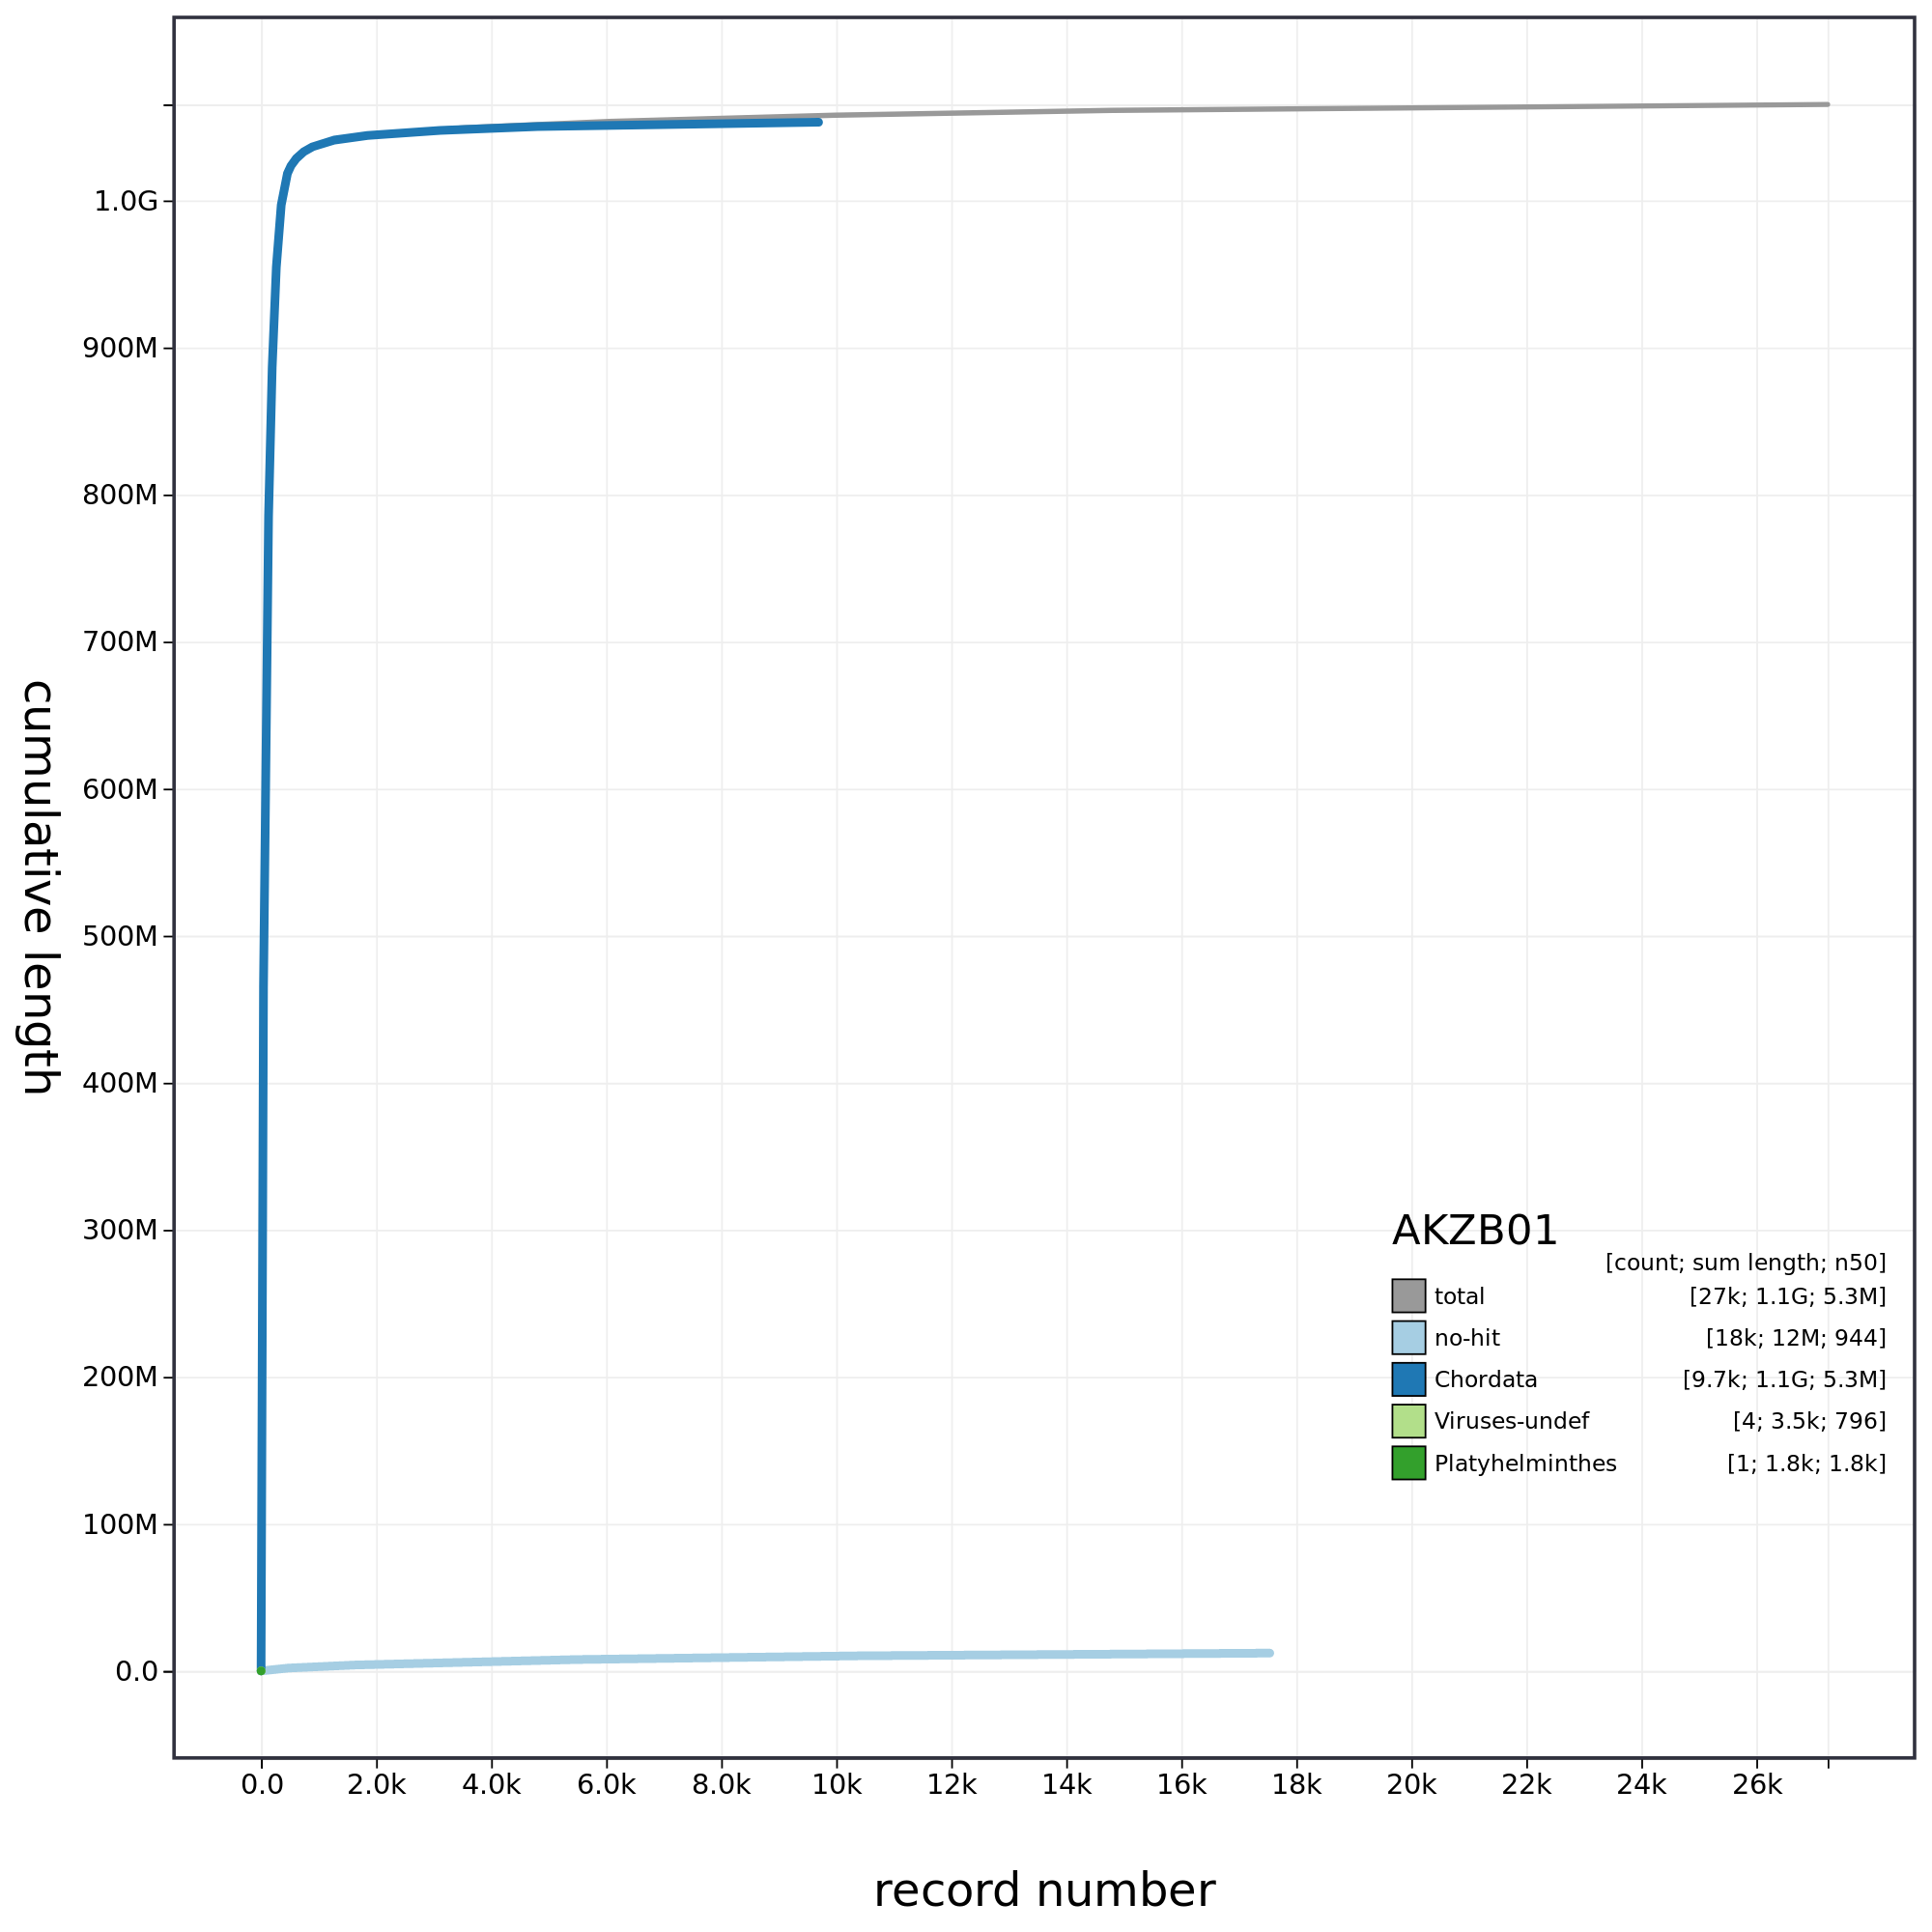 1.0G
900M
800M
700M
600M
500M
400M
300M
200M
100M
0.0
cumulative length
AKZB01
[count; sum length; n50]
total [27k; 1.1G; 5.3M]
no-hit [18k; 12M; 944]
Chordata [9.7k; 1.1G; 5.3M]
Viruses-undef [4; 3.5k; 796]
Platyhelminthes [1; 1.8k; 1.8k]
0.0 2.0k 4.0k 6.0k 8.0k 10k 12k 14k 16k 18k 20k 22k 24k 26k
record number